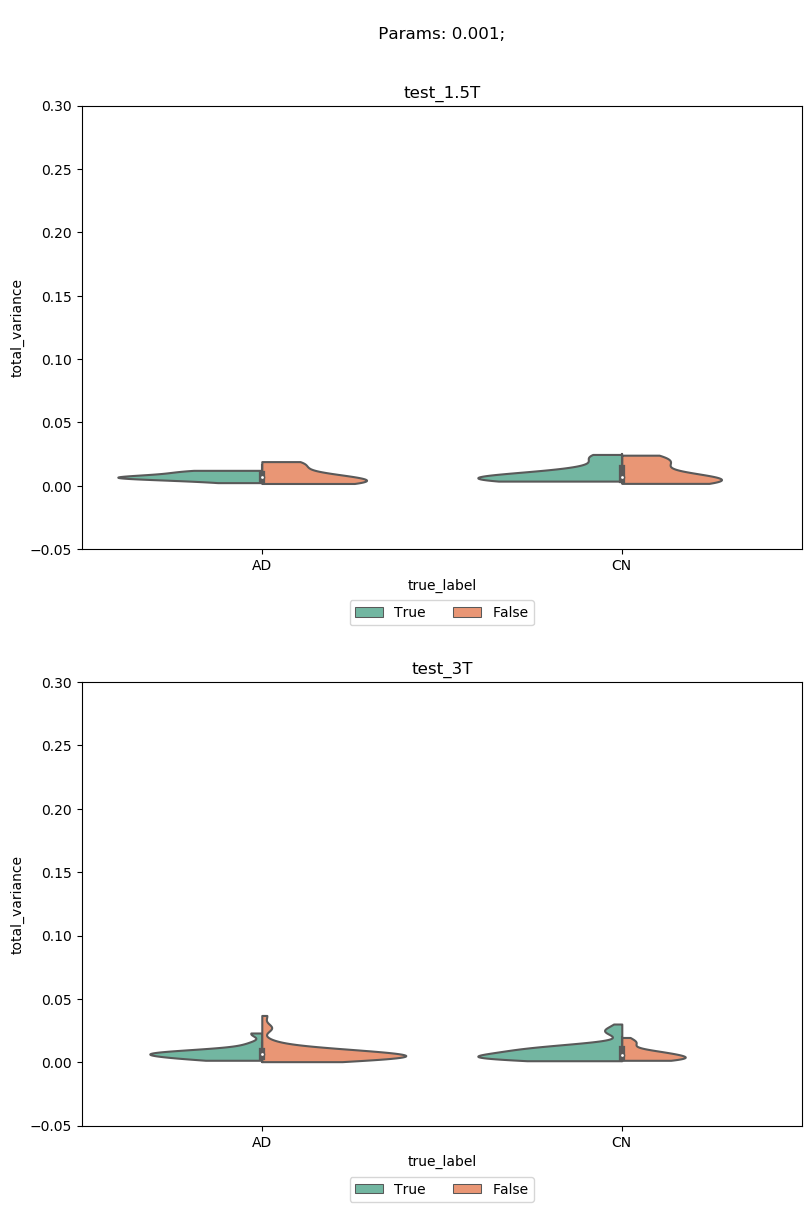 Params: 0.001;
test_1.5T
0.30
0.25
0.20
0.15
0.10
0.05
0.00
−0.05
total_variance
AD CN
true_label
True False
test_3T
0.30
0.25
0.20
0.15
0.10
0.05
0.00
−0.05
total_variance
AD CN
true_label
True False